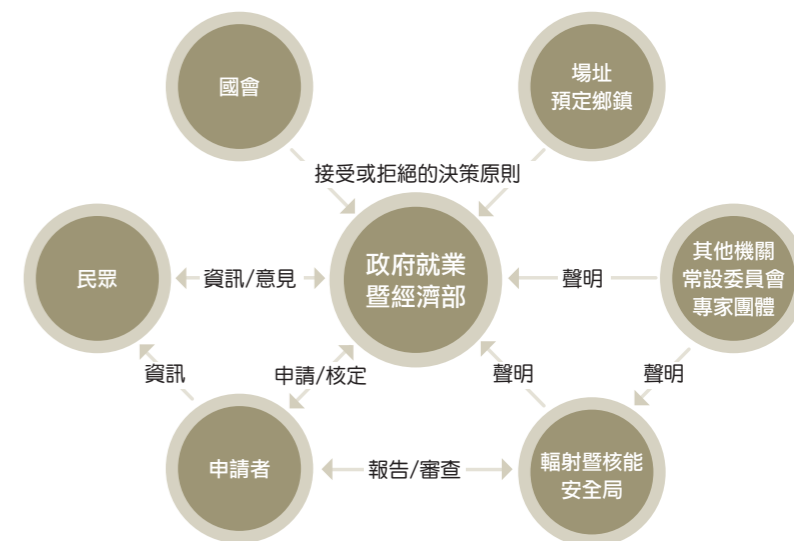 國會
場址
預定鄉鎮
接受或拒絕的決策原則
民眾
資訊/意見
政府就業
暨經濟部
聲明
其他機關
常設委員會
專家團體
資訊
申請/核定
聲明
聲明
申請者
報告/審查
輻射暨核能
安全局